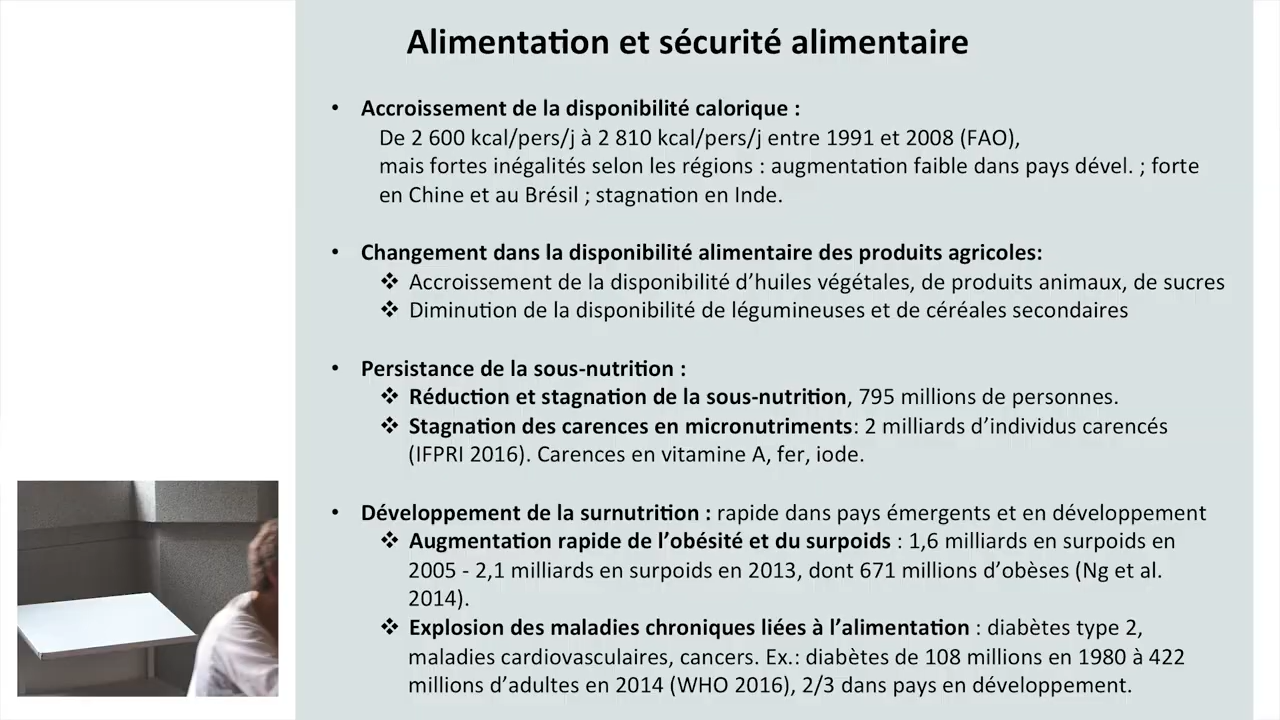 Alimentation et sécurité alimentaire
• Accroissement de la disponibilité calorique :
De 2 600 kcal/pers/j à 2 810 kcal/pers/j entre 1991 et 2008 (FAO),
mais fortes inégalités selon les régions : augmentation faible dans pays dével. ; forte
en Chine et au Brésil ; stagnation en Inde.
• Changement dans la disponibilité alimentaire des produits agricoles:
❖ Accroissement de la disponibilité d’huiles végétales, de produits animaux, de sucres
❖ Diminution de la disponibilité de légumineuses et de céréales secondaires
• Persistance de la sous-nutrition :
❖ Réduction et stagnation de la sous-nutrition, 795 millions de personnes.
❖ Stagnation des carences en micronutriments: 2 milliards d’individus carencés
(IFPRI 2016). Carences en vitamine A, fer, iode.
• Développement de la surnutrition : rapide dans pays émergents et en développement
❖ Augmentation rapide de l’obésité et du surpoids : 1,6 milliards en surpoids en
2005 - 2,1 milliards en surpoids en 2013, dont 671 millions d’obèses (Ng et al.
2014).
❖ Explosion des maladies chroniques liées à l’alimentation : diabètes type 2,
maladies cardiovasculaires, cancers. Ex.: diabètes de 108 millions en 1980 à 422
millions d’adultes en 2014 (WHO 2016), 2/3 dans pays en développement.